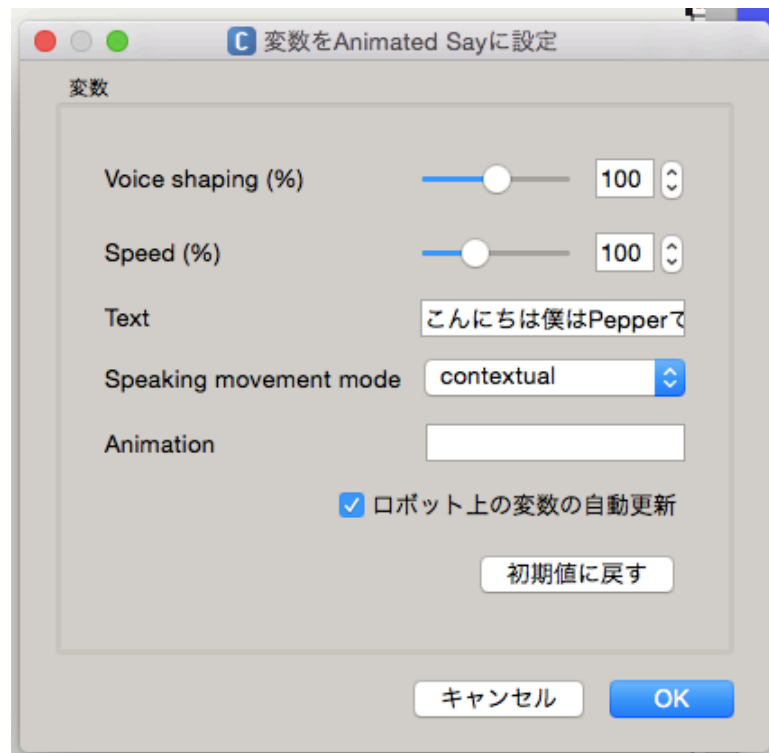 C 変数をAnimated Sayに設定
変数
Voice shaping (%) 100
Speed (%) 100
Text こんにちは僕はPepperで
Speaking movement mode contextual
Animation
ロボット上の変数の自動更新
初期値に戻す
キャンセル OK